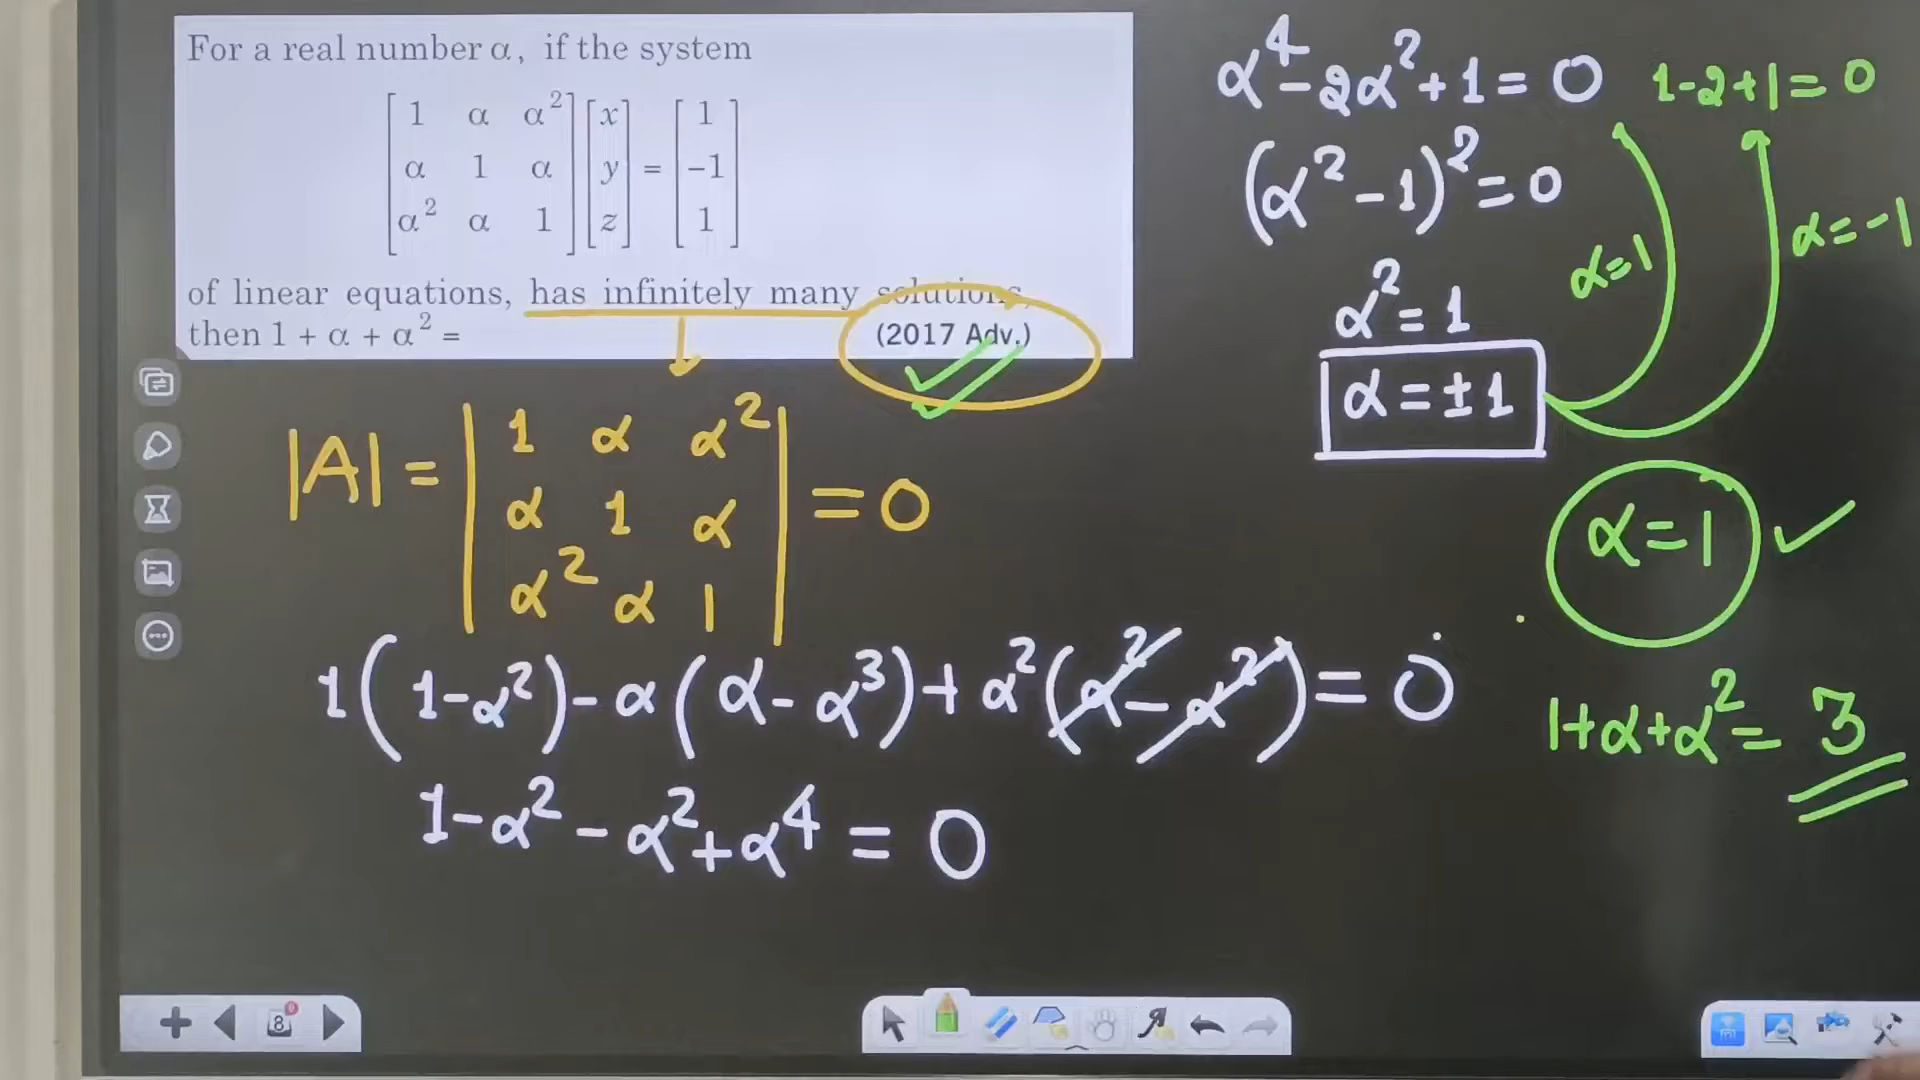 For a real number α, if the system
[1 α α²] [x] [1]
[α 1 α] [y] = [-1]
[α² α 1] [z] [1]
of linear equations, has infinitely many solutions,
then 1 + α + α² =
(2017 Adv.)
|A| = |1 α α²|
|α 1 α| = 0
|α² α 1|
1(1-α²)-α(α-α³)+α²(α²-α²)=0
1-α²-α²+α⁴=0
α⁴-2α²+1=0
(α²-1)²=0
α²=1
α=±1
1-2+1=0
α=1
α=-1
α=1
1+α+α²=3
8
0